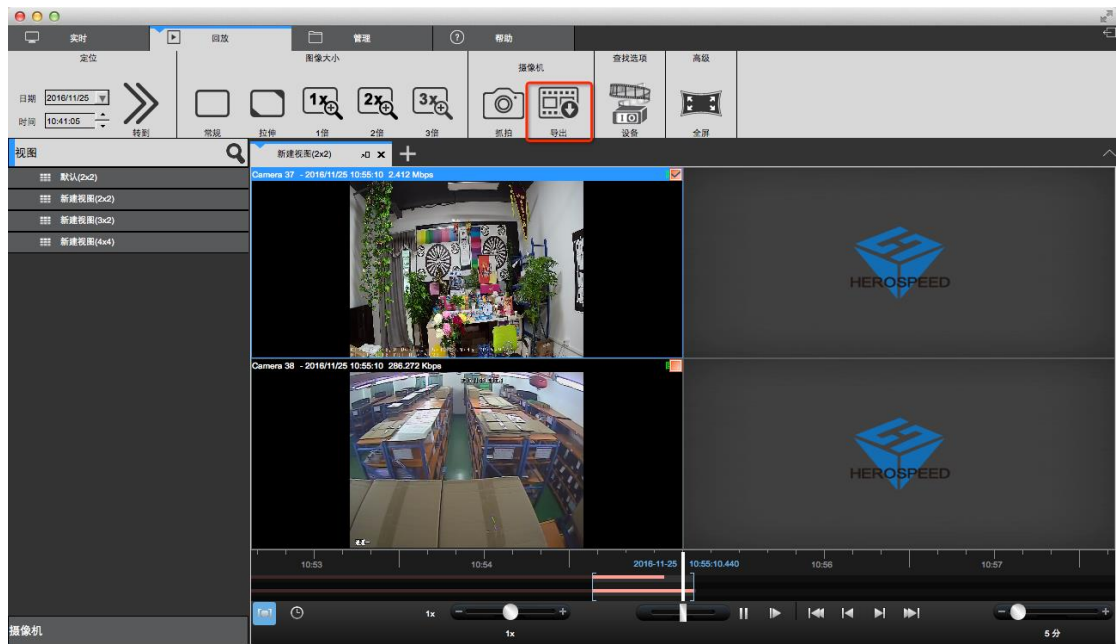 实时
回放
管理
帮助
定位
图像大小
摄像机
查找选项
高级
日期 2016/11/25
时间 10:41:05
转到
常规
拉伸
1x
1倍
2x
2倍
3x
3倍
抓拍
导出
设备
全屏
视图
新建视图(2x2)
默认(2x2)
新建视图(2x2)
新建视图(3x2)
新建视图(4x4)
Camera 37 - 2016/11/25 10:55:10 2.412 Mbps
HEROSPEED
Camera 38 - 2016/11/25 10:55:10 286.272 Kbps
HEROSPEED
10:53
10:54
2016-11-25
10:55:10.440
10:56
10:57
1x
1x
5 分
摄像机